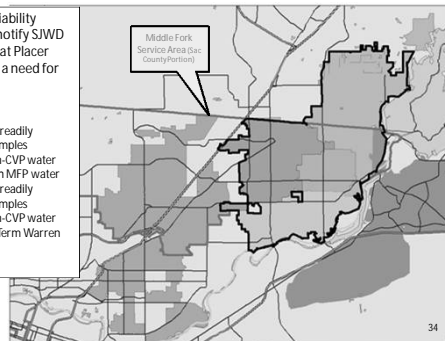 iability
notify SJWD
at Placer
a need for
readily
mples
n-CVP water
n MFP water
readily
mples
n-CVP water
Term Warren
Middle Fork
Service Area (Sac
County Portion)
34